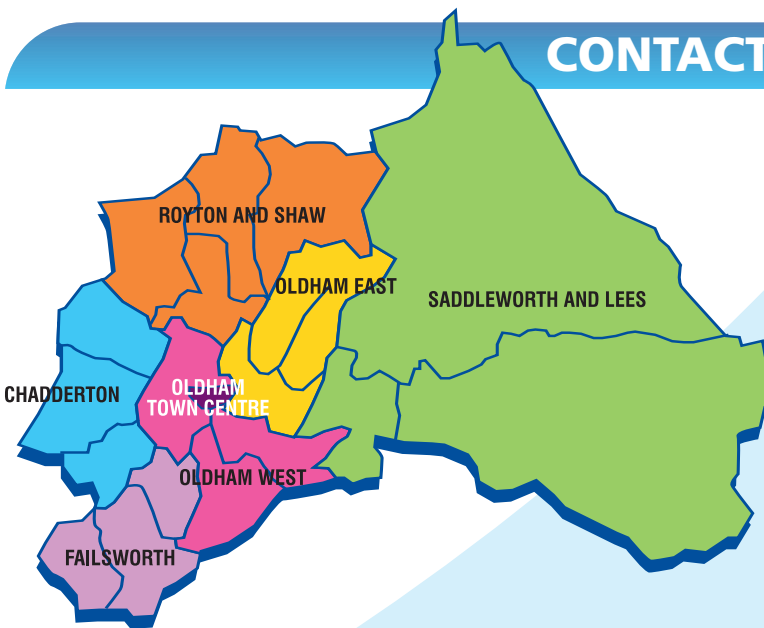 CONTACT
ROYTON AND SHAW
OLDHAM EAST
SADDLEWORTH AND LEES
CHADDERTON
OLDHAM
TOWN CENTRE
OLDHAM WEST
FAILSWORTH